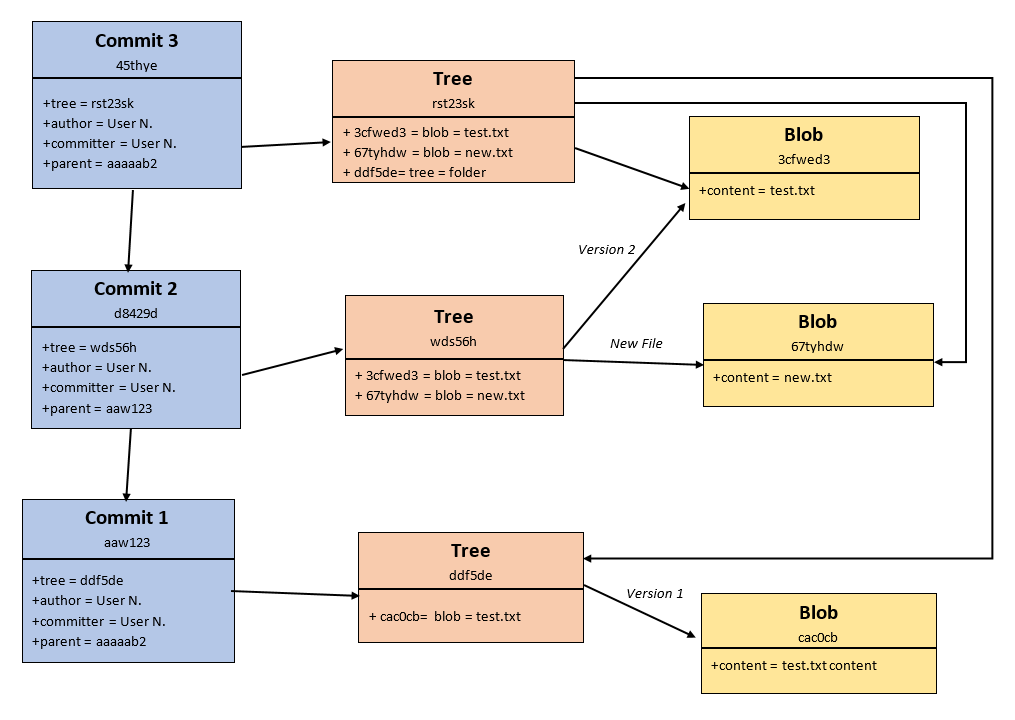 Commit 3
45thye
+tree = rst23sk
+author = User N.
+committer = User N.
+parent = aaaaab2
Tree
rst23sk
+ 3cfwed3 = blob = test.txt
+ 67tyhdw = blob = new.txt
+ ddf5de= tree = folder
Blob
3cfwed3
+content = test.txt
Version 2
Commit 2
d8429d
+tree = wds56h
+author = User N.
+committer = User N.
+parent = aaw123
Tree
wds56h
+ 3cfwed3 = blob = test.txt
+ 67tyhdw = blob = new.txt
New File
Blob
67tyhdw
+content = new.txt
Commit 1
aaw123
+tree = ddf5de
+author = User N.
+committer = User N.
+parent = aaaaab2
Tree
ddf5de
+ cac0cb= blob = test.txt
Version 1
Blob
cac0cb
+content = test.txt content